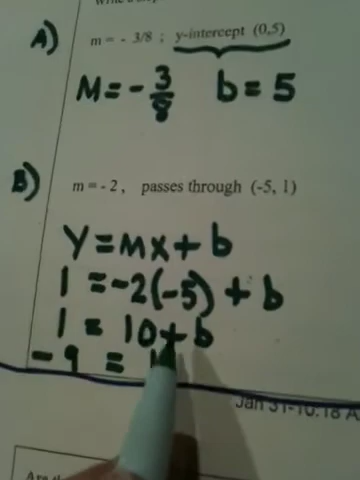 A) m = - 3/8 ; y-intercept (0,5)
M = - 3/8 b = 5
B) m = - 2 , passes through (-5, 1)
Y = MX + b
1 = -2(-5) + b
1 = 10 + b
-9 =
Jan 31-10:18 A